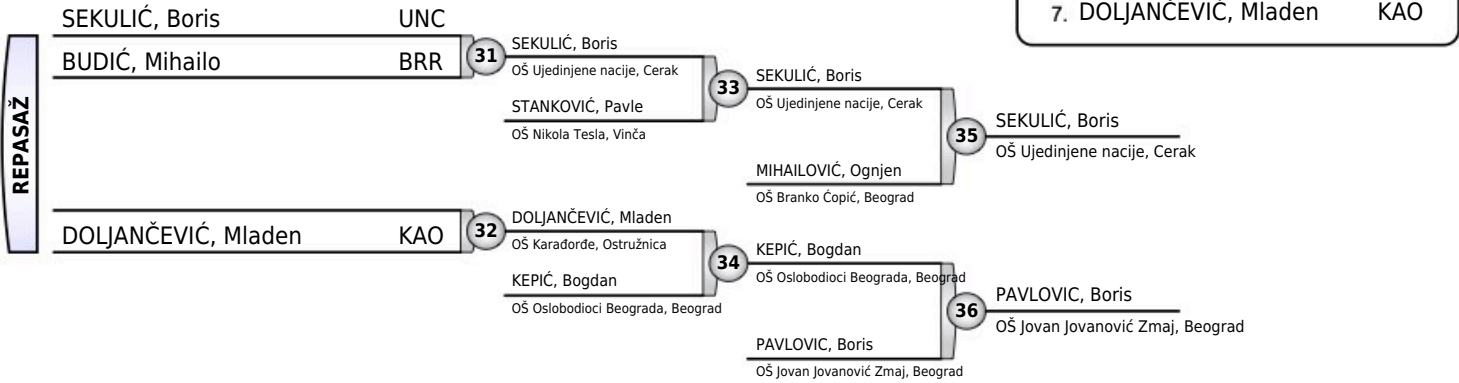 7. DOLJANČEVIĆ, Mladen KAO
REPASAŽ
SEKULIĆ, Boris UNC
BUDIĆ, Mihailo BRR
31
SEKULIĆ, Boris
OŠ Ujedinjene nacije, Cerak
STANKOVIĆ, Pavle
OŠ Nikola Tesla, Vinča
33
SEKULIĆ, Boris
OŠ Ujedinjene nacije, Cerak
MIHAILOVIĆ, Ognjen
OŠ Branko Ćopić, Beograd
35
SEKULIĆ, Boris
OŠ Ujedinjene nacije, Cerak
DOLJANČEVIĆ, Mladen KAO
32
DOLJANČEVIĆ, Mladen
OŠ Karađorđe, Ostružnica
KEPIĆ, Bogdan
OŠ Oslobodioci Beograda, Beograd
34
KEPIĆ, Bogdan
OŠ Oslobodioci Beograda, Beograd
PAVLOVIC, Boris
OŠ Jovan Jovanović Zmaj, Beograd
36
PAVLOVIC, Boris
OŠ Jovan Jovanović Zmaj, Beograd